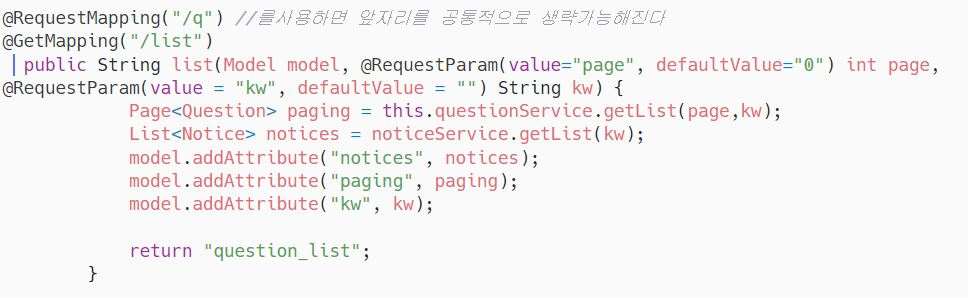 @RequestMapping("/q") //를사용하면 앞자리를 공통적으로 생략가능해진다
@GetMapping("/list")
public String list(Model model, @RequestParam(value="page", defaultValue="0") int page,
@RequestParam(value = "kw", defaultValue = "") String kw) {
Page<Question> paging = this.questionService.getList(page,kw);
List<Notice> notices = noticeService.getList(kw);
model.addAttribute("notices", notices);
model.addAttribute("paging", paging);
model.addAttribute("kw", kw);
return "question_list";
}